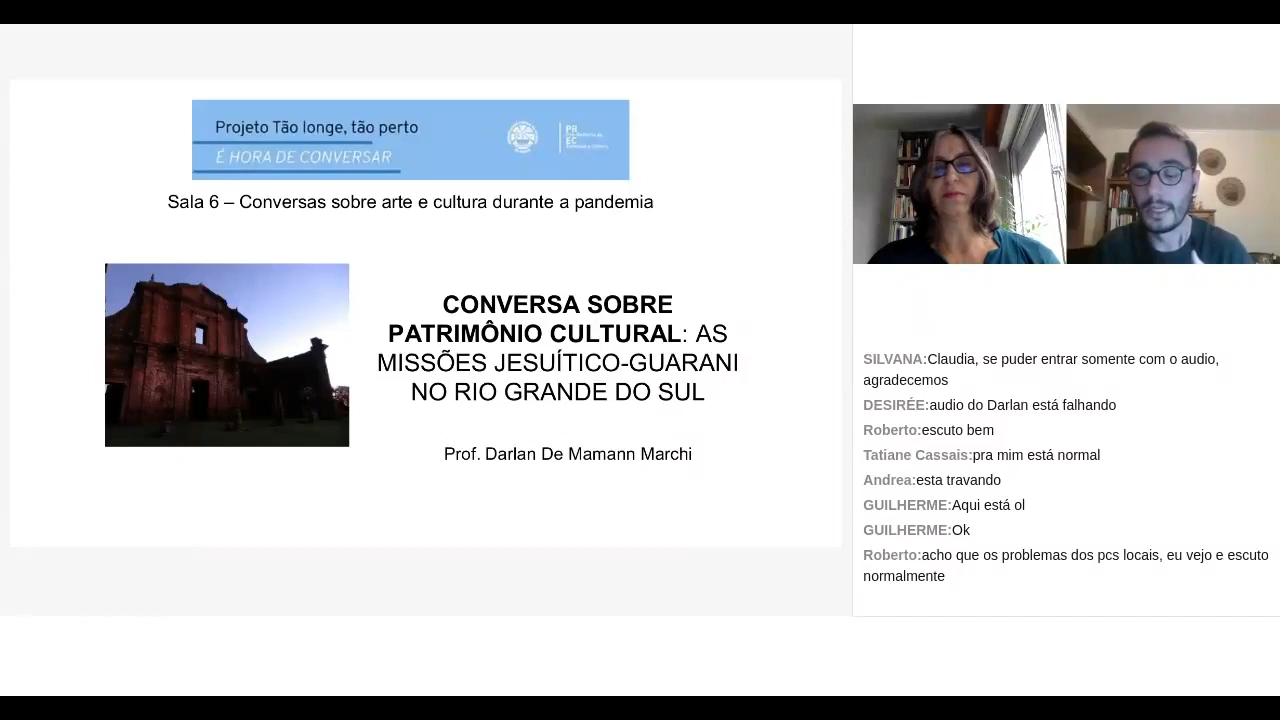 Projeto Tão longe, tão perto
É HORA DE CONVERSAR
PR
EC
Sala 6 – Conversas sobre arte e cultura durante a pandemia
CONVERSA SOBRE
PATRIMÔNIO CULTURAL: AS
MISSÕES JESUÍTICO-GUARANI
NO RIO GRANDE DO SUL
Prof. Darlan De Mamann Marchi
SILVANA:Claudia, se puder entrar somente com o audio,
agradecemos
DESIRÉE:audio do Darlan está falhando
Roberto:escuto bem
Tatiane Cassais:pra mim está normal
Andrea:esta travando
GUILHERME:Aqui está ol
GUILHERME:Ok
Roberto:acho que os problemas dos pcs locais, eu vejo e escuto
normalmente